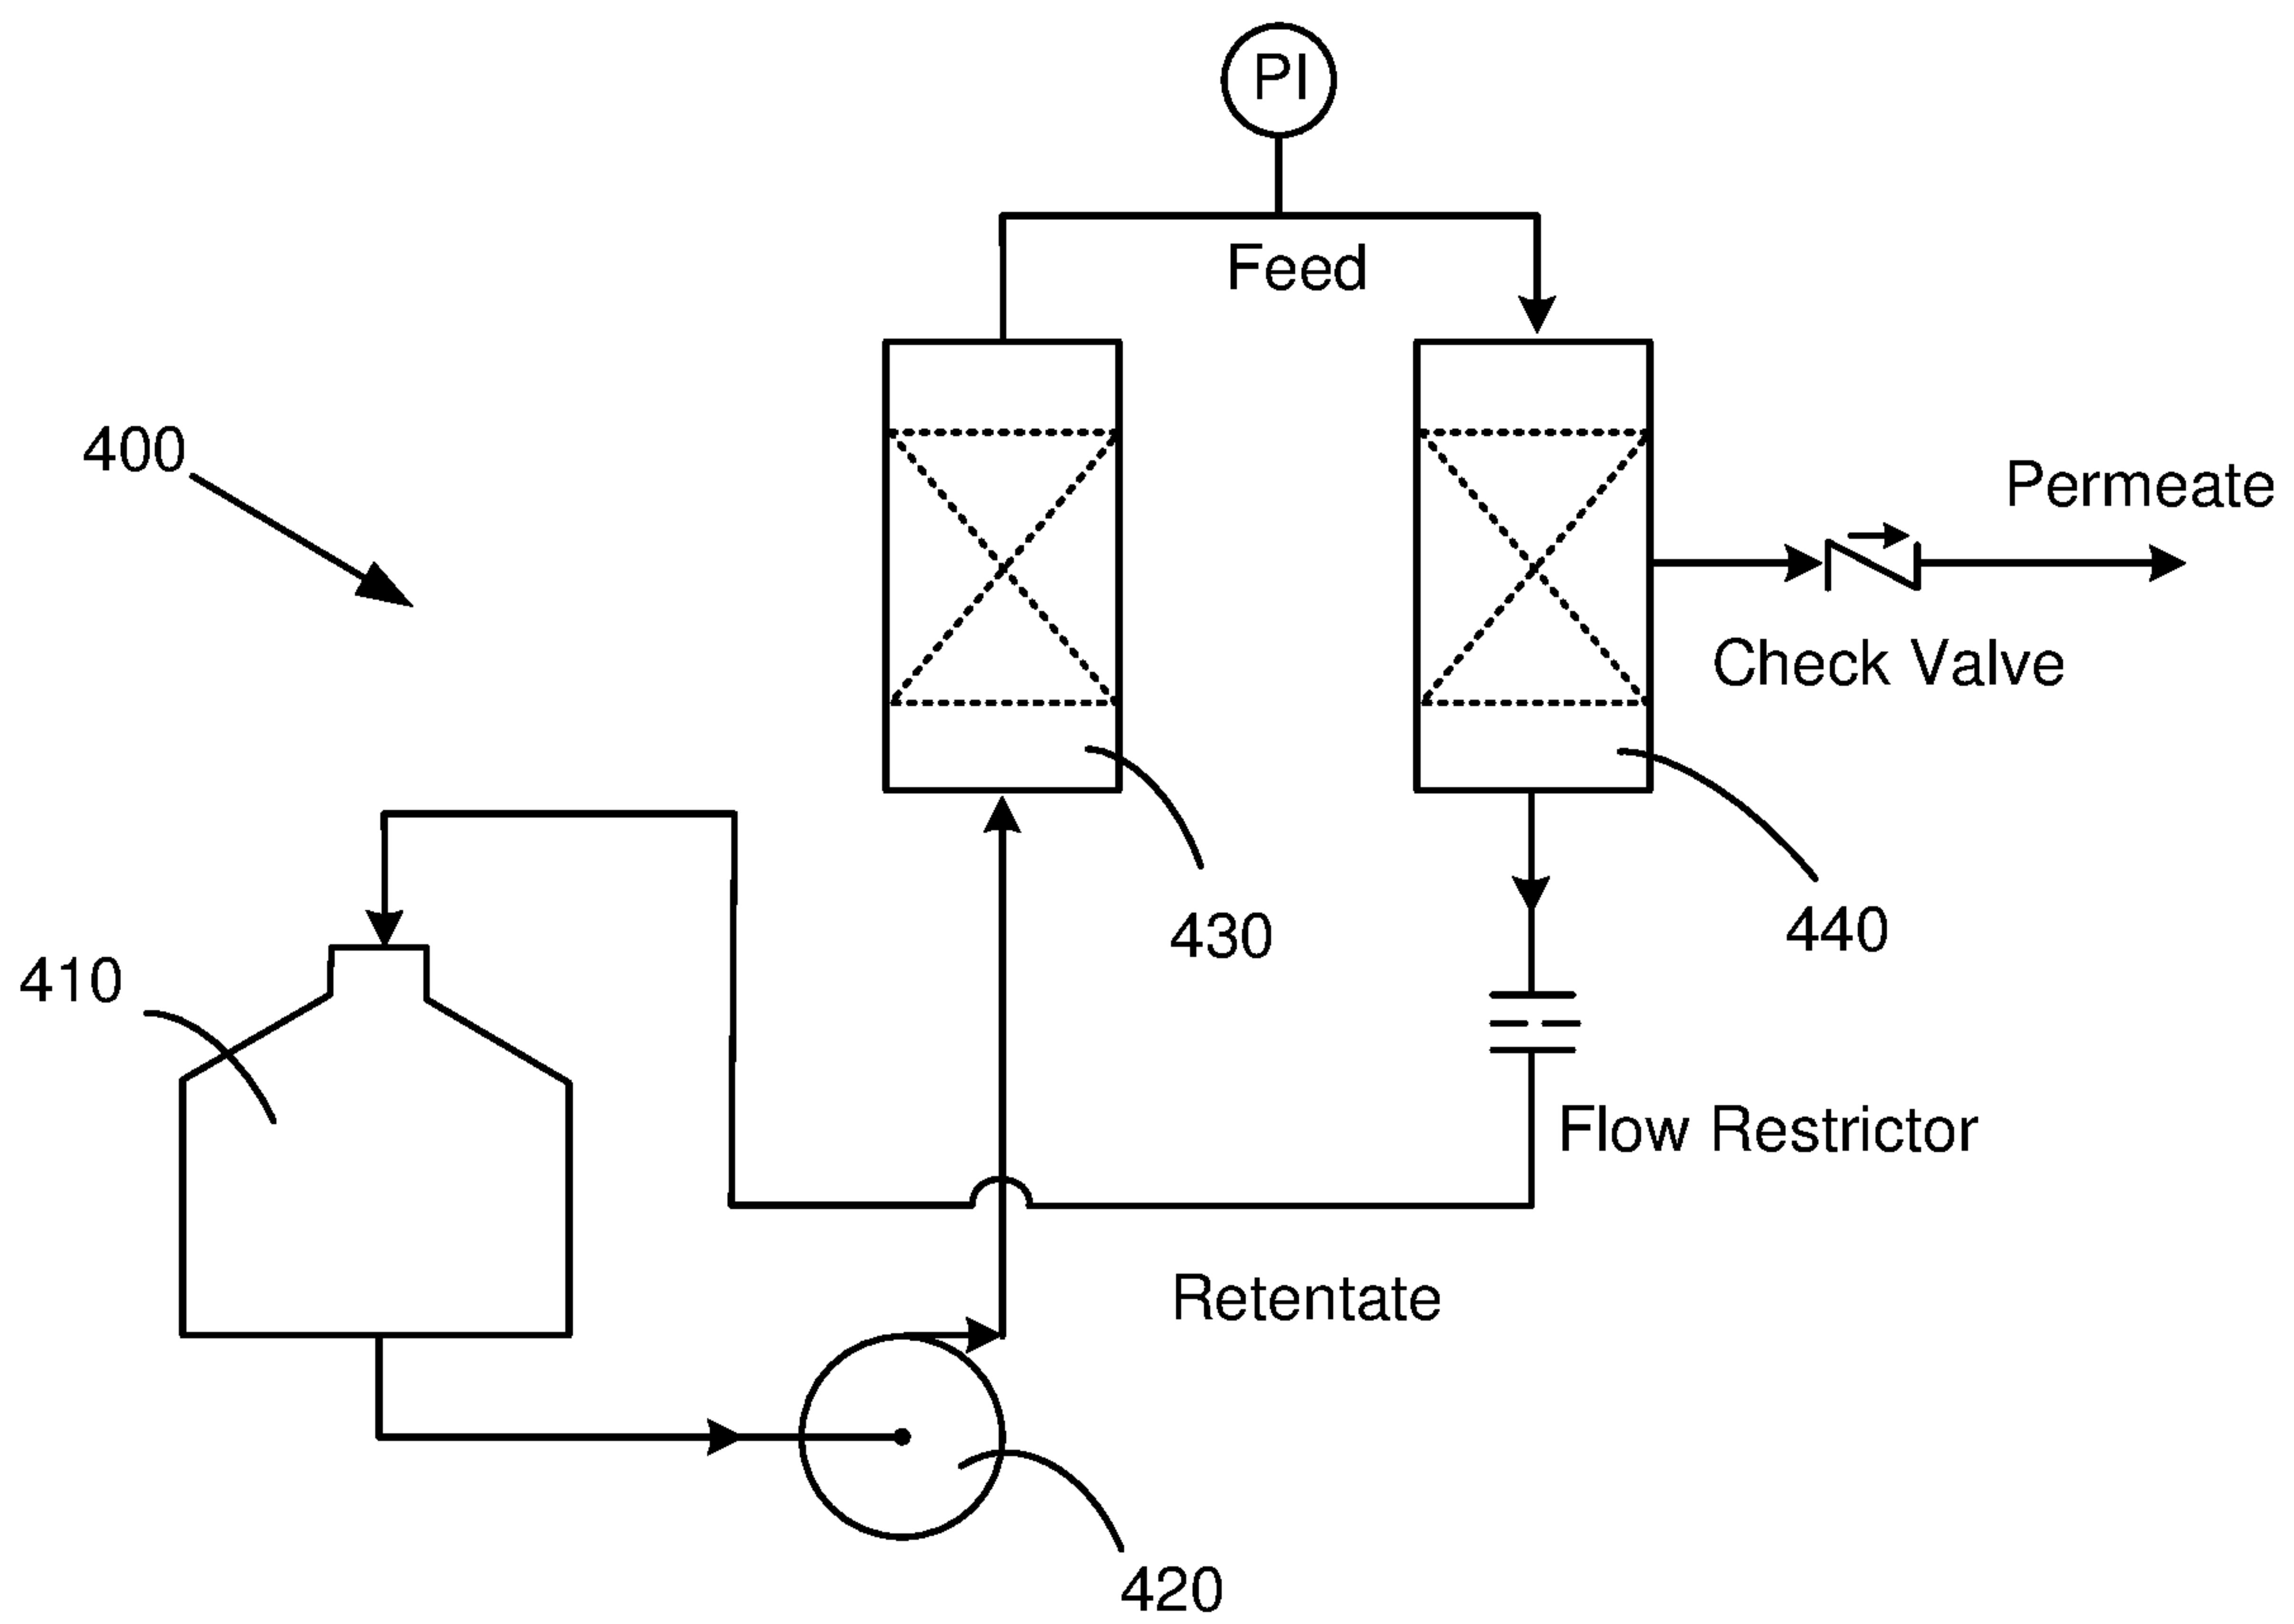 PI
Feed
400
Permeate
Check Valve
430
440
410
Flow Restrictor
Retentate
420